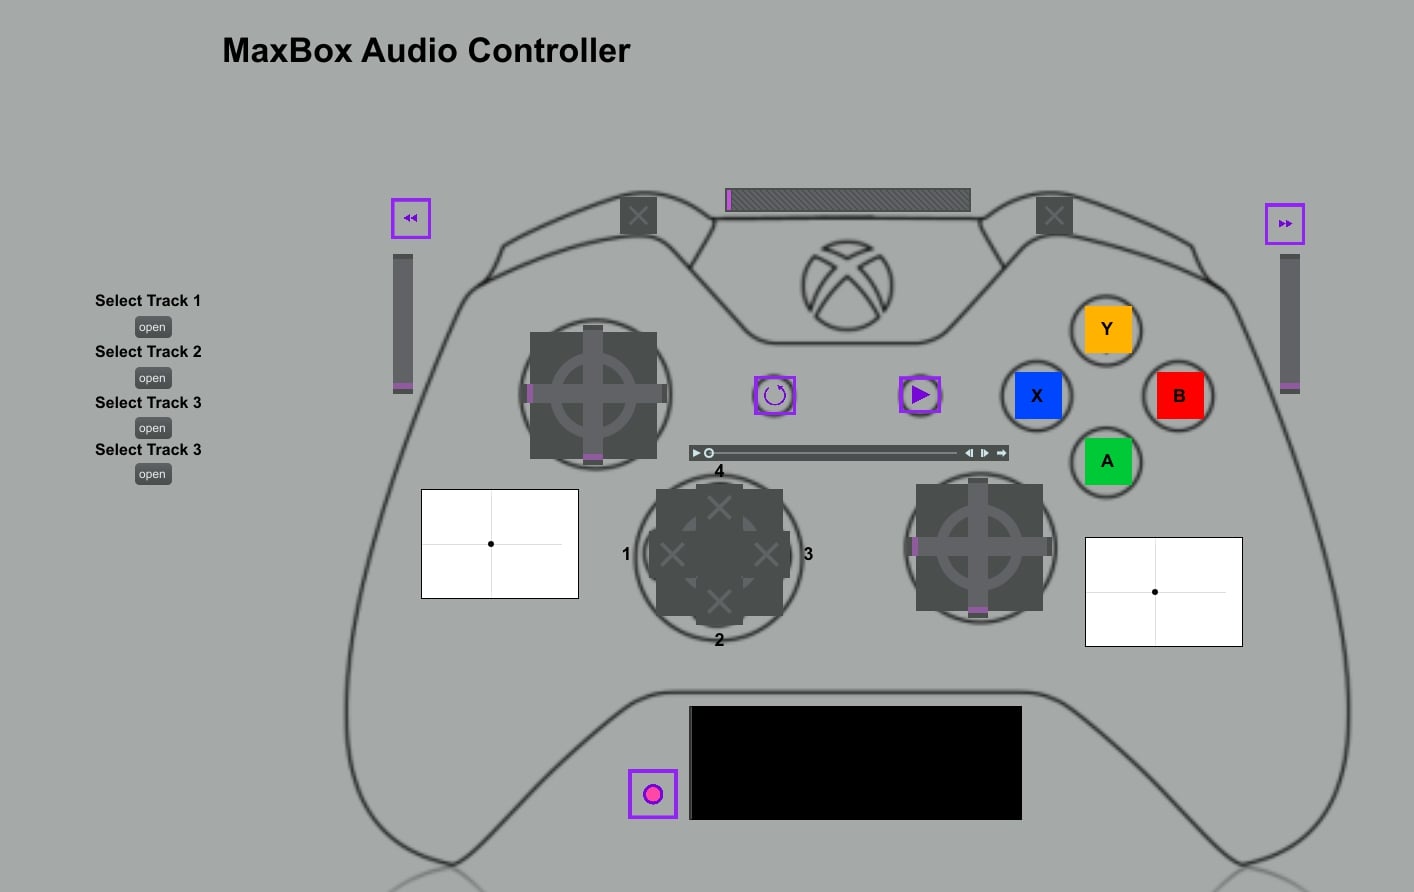 MaxBox Audio Controller
Select Track 1
open
Select Track 2
open
Select Track 3
open
Select Track 3
open
Y
X
B
A
4
1
3
2